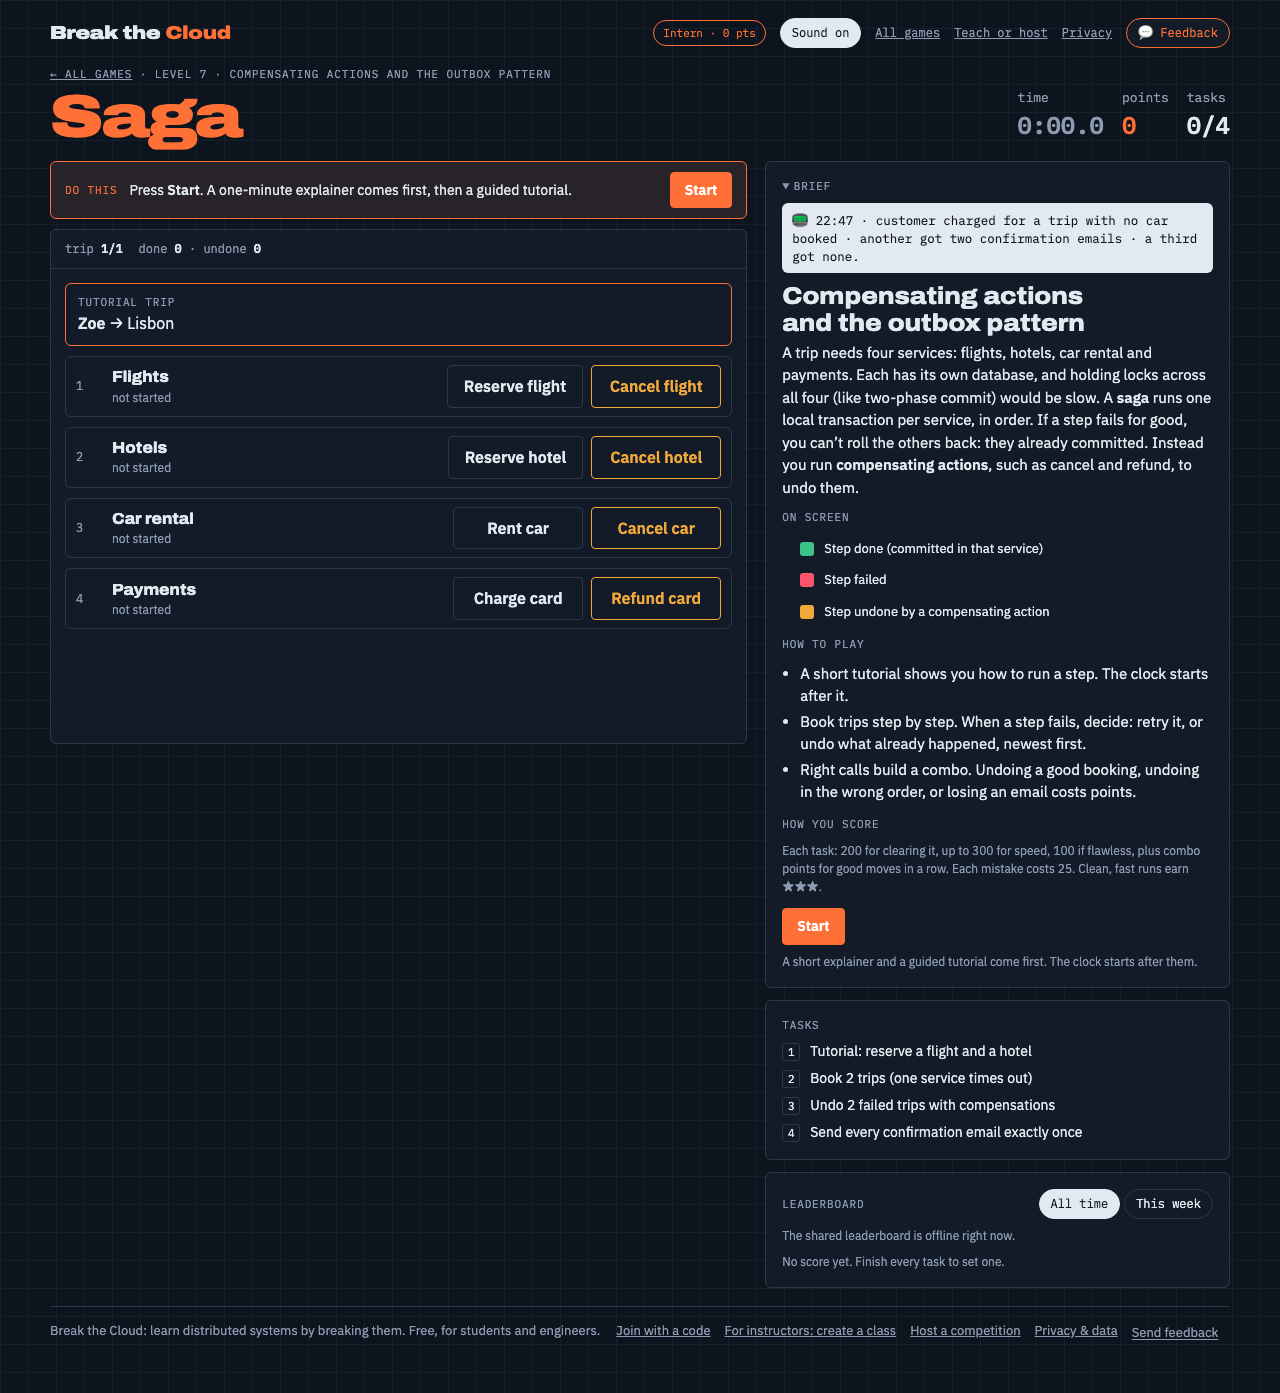 Break the Cloud
Intern · 0 pts
Sound on
All games
Teach or host
Privacy
💬 Feedback
← ALL GAMES · LEVEL 7 · COMPENSATING ACTIONS AND THE OUTBOX PATTERN
Saga
time
0:00.0
points
0
tasks
0/4
DO THIS Press Start. A one-minute explainer comes first, then a guided tutorial.
Start
trip 1/1 done 0 · undone 0
TUTORIAL TRIP
Zoe → Lisbon
1
Flights
not started
Reserve flight
Cancel flight
2
Hotels
not started
Reserve hotel
Cancel hotel
3
Car rental
not started
Rent car
Cancel car
4
Payments
not started
Charge card
Refund card
▼ BRIEF
22:47 · customer charged for a trip with no car
booked · another got two confirmation emails · a third
got none.
Compensating actions
and the outbox pattern
A trip needs four services: flights, hotels, car rental and
payments. Each has its own database, and holding locks across
all four (like two-phase commit) would be slow. A saga runs one
local transaction per service, in order. If a step fails for good,
you can’t roll the others back: they already committed. Instead
you run compensating actions, such as cancel and refund, to
undo them.
ON SCREEN
Step done (committed in that service)
Step failed
Step undone by a compensating action
HOW TO PLAY
• A short tutorial shows you how to run a step. The clock starts
after it.
• Book trips step by step. When a step fails, decide: retry it, or
undo what already happened, newest first.
• Right calls build a combo. Undoing a good booking, undoing
in the wrong order, or losing an email costs points.
HOW YOU SCORE
Each task: 200 for clearing it, up to 300 for speed, 100 if flawless, plus combo
points for good moves in a row. Each mistake costs 25. Clean, fast runs earn
★★★.
Start
A short explainer and a guided tutorial come first. The clock starts after them.
TASKS
1 Tutorial: reserve a flight and a hotel
2 Book 2 trips (one service times out)
3 Undo 2 failed trips with compensations
4 Send every confirmation email exactly once
LEADERBOARD
All time
This week
The shared leaderboard is offline right now.
No score yet. Finish every task to set one.
Break the Cloud: learn distributed systems by breaking them. Free, for students and engineers.
Join with a code
For instructors: create a class
Host a competition
Privacy & data
Send feedback